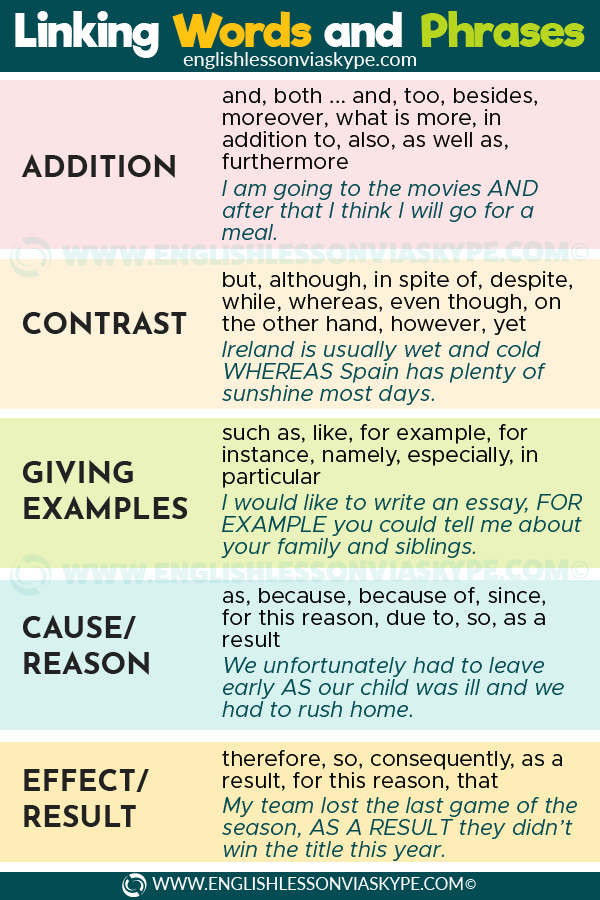 Linking Words and Phrases
englishlessonviaskype.com
ADDITION
and, both ... and, too, besides,
moreover, what is more, in
addition to, also, as well as,
furthermore
I am going to the movies AND
after that I think I will go for a
meal.
WWW.ENGLISHLESSONVIASKYPE.COM©
CONTRAST
but, although, in spite of, despite,
while, whereas, even though, on
the other hand, however, yet
Ireland is usually wet and cold
WHEREAS Spain has plenty of
sunshine most days.
GIVING
EXAMPLES
such as, like, for example, for
instance, namely, especially, in
particular
I would like to write an essay, FOR
EXAMPLE you could tell me about
your family and siblings.
WWW.ENGLISHLESSONVIASKYPE.COM©
CAUSE/
REASON
as, because, because of, since,
for this reason, due to, so, as a
result
We unfortunately had to leave
early AS our child was ill and we
had to rush home.
EFFECT/
RESULT
therefore, so, consequently, as a
result, for this reason, that
My team lost the last game of the
season, AS A RESULT they didn't
win the title this year.
WWW.ENGLISHLESSONVIASKYPE.COM©